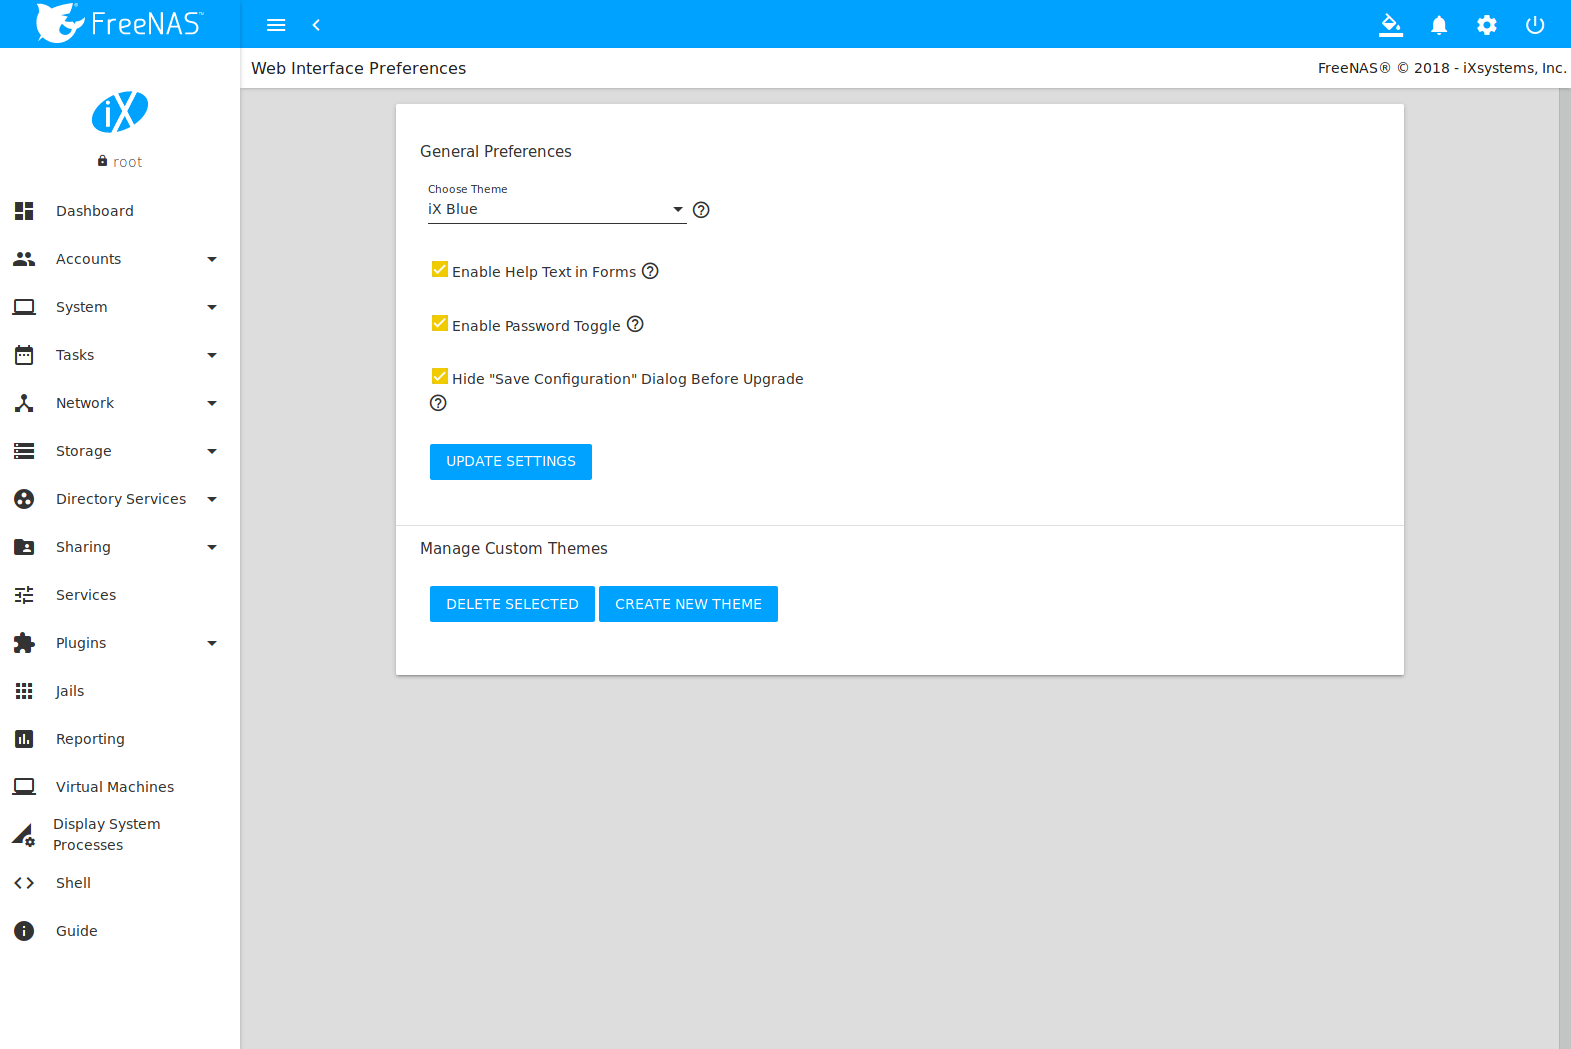 FreeNAS™
Web Interface Preferences
FreeNAS® © 2018 - iXsystems, Inc.
iX
root
Dashboard
Accounts
System
Tasks
Network
Storage
Directory Services
Sharing
Services
Plugins
Jails
Reporting
Virtual Machines
Display System
Processes
Shell
Guide
General Preferences
Choose Theme
iX Blue
Enable Help Text in Forms
Enable Password Toggle
Hide "Save Configuration" Dialog Before Upgrade
UPDATE SETTINGS
Manage Custom Themes
DELETE SELECTED CREATE NEW THEME